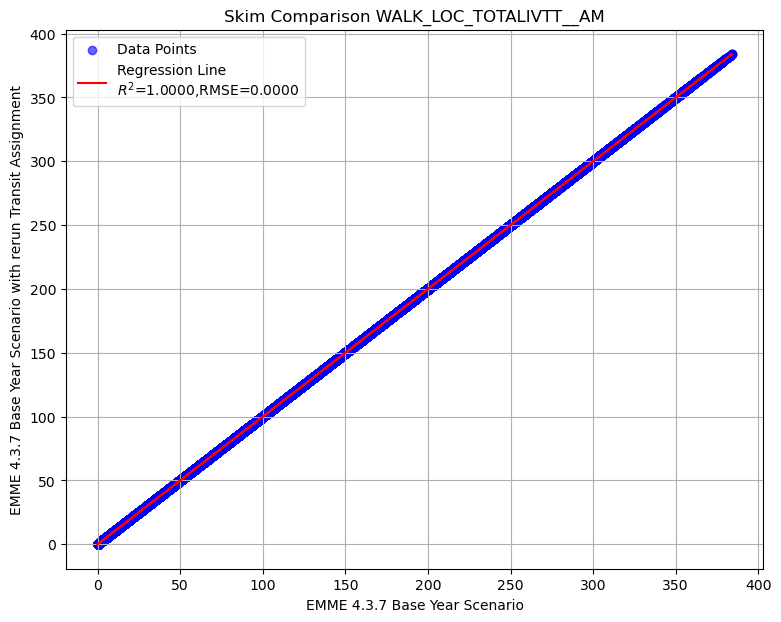 Skim Comparison WALK_LOC_TOTALIVTT__AM
Data Points
Regression Line
R²=1.0000,RMSE=0.0000
EMME 4.3.7 Base Year Scenario with rerun Transit Assignment
400
350
300
250
200
150
100
50
0
0 50 100 150 200 250 300 350 400
EMME 4.3.7 Base Year Scenario